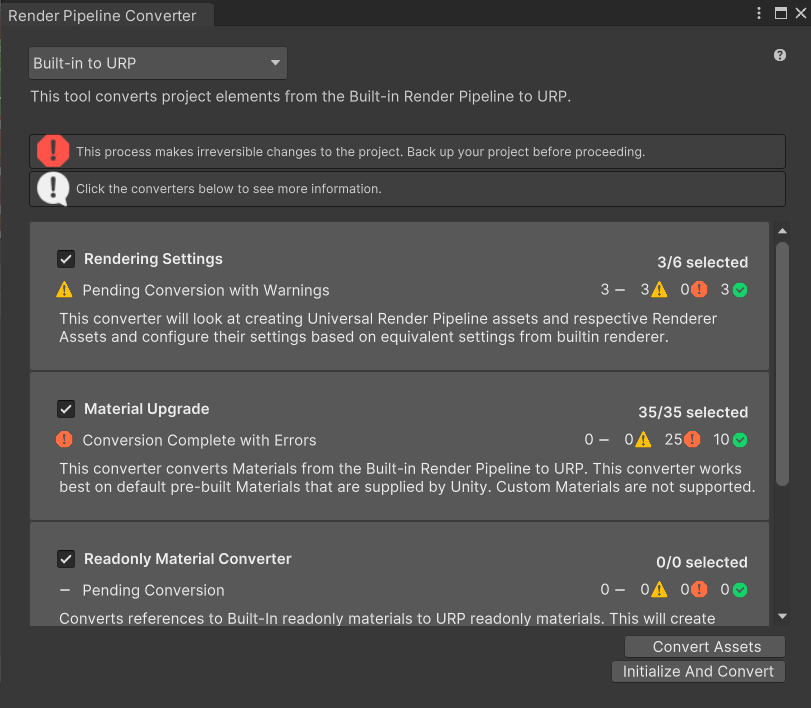 Render Pipeline Converter
Built-in to URP
This tool converts project elements from the Built-in Render Pipeline to URP.
This process makes irreversible changes to the project. Back up your project before proceeding.
Click the converters below to see more information.
Rendering Settings
3/6 selected
Pending Conversion with Warnings
3 – 3 0 3
This converter will look at creating Universal Render Pipeline assets and respective Renderer
Assets and configure their settings based on equivalent settings from builtin renderer.
Material Upgrade
35/35 selected
Conversion Complete with Errors
0 – 0 25 10
This converter converts Materials from the Built-in Render Pipeline to URP. This converter works
best on default pre-built Materials that are supplied by Unity. Custom Materials are not supported.
Readonly Material Converter
0/0 selected
– Pending Conversion
0 – 0 0 0
Converts references to Built-In readonly materials to URP readonly materials. This will create
Convert Assets
Initialize And Convert